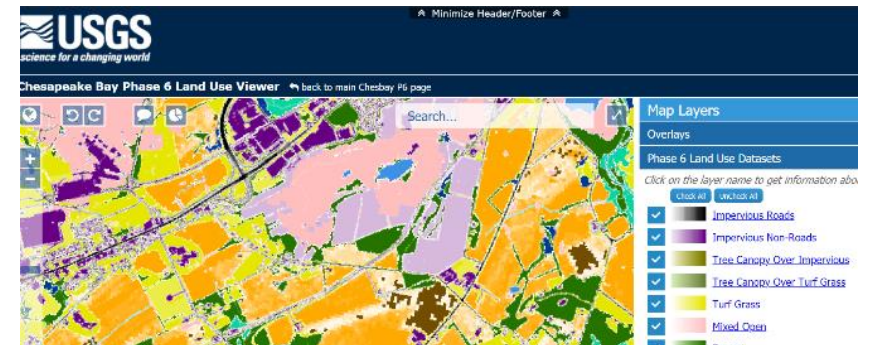 ︽ Minimize Header/Footer ︽
USGS
science for a changing world
Chesapeake Bay Phase 6 Land Use Viewer back to main Chesbay P6 page
Search...
Map Layers
Overlays
Phase 6 Land Use Datasets
Click on the layer name to get information abou
Check All UnCheck All
Impervious Roads
Impervious Non-Roads
Tree Canopy Over Impervious
Tree Canopy Over Turf Grass
Turf Grass
Mixed Open